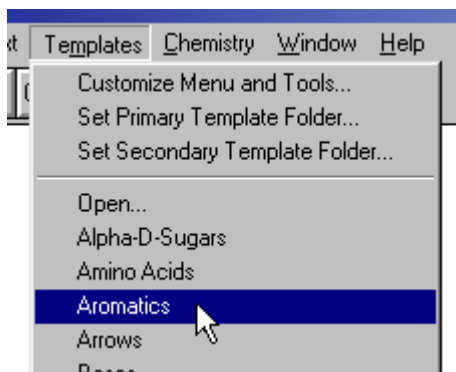 Templates Chemistry Window Help
Customize Menu and Tools...
Set Primary Template Folder...
Set Secondary Template Folder...
Open...
Alpha-D-Sugars
Amino Acids
Aromatics
Arrows